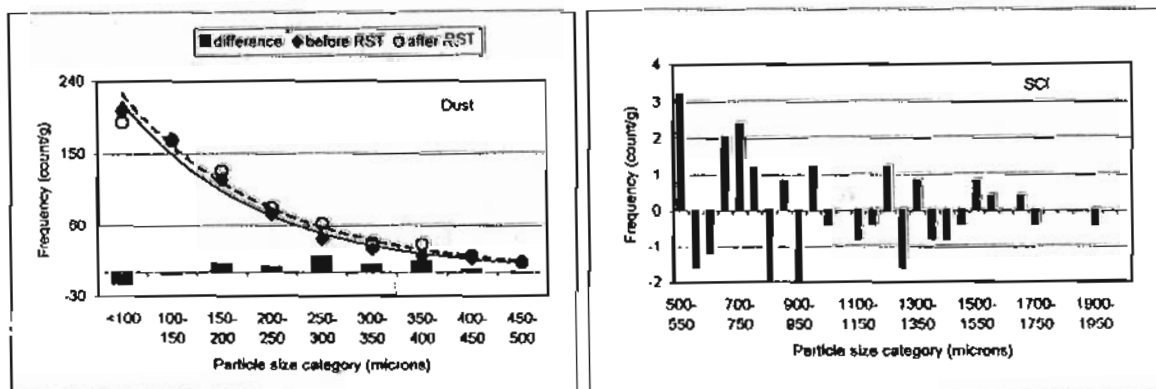 difference before RST after RST
Dust
Frequency (count/g)
240
150
60
-30
<100 100-150 150-200 200-250 250-300 300-350 350-400 400-450 450-500
Particle size category (microns)
SCI
Frequency (count/g)
4
3
2
1
0
-1
-2
500-550 700-750 900-950 1100-1150 1300-1350 1500-1550 1700-1750 1900-1950
Particle size category (microns)